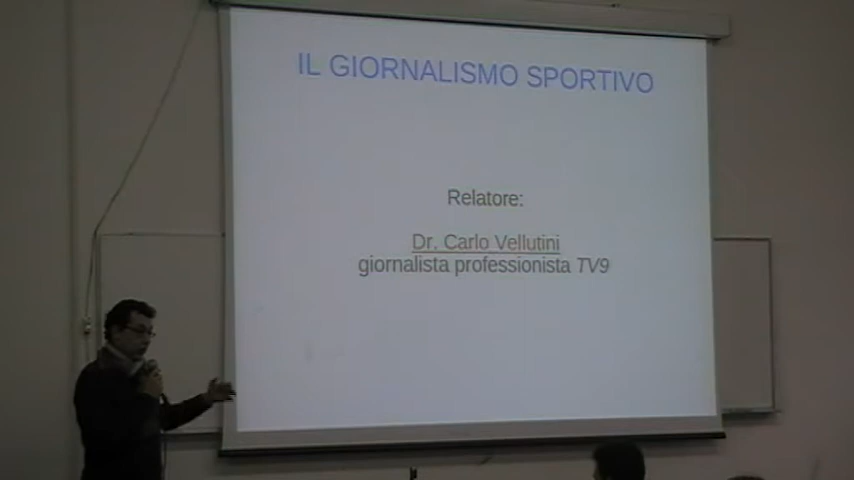 IL GIORNALISMO SPORTIVO
Relatore:
Dr. Carlo Vellutini
giornalista professionista TV9